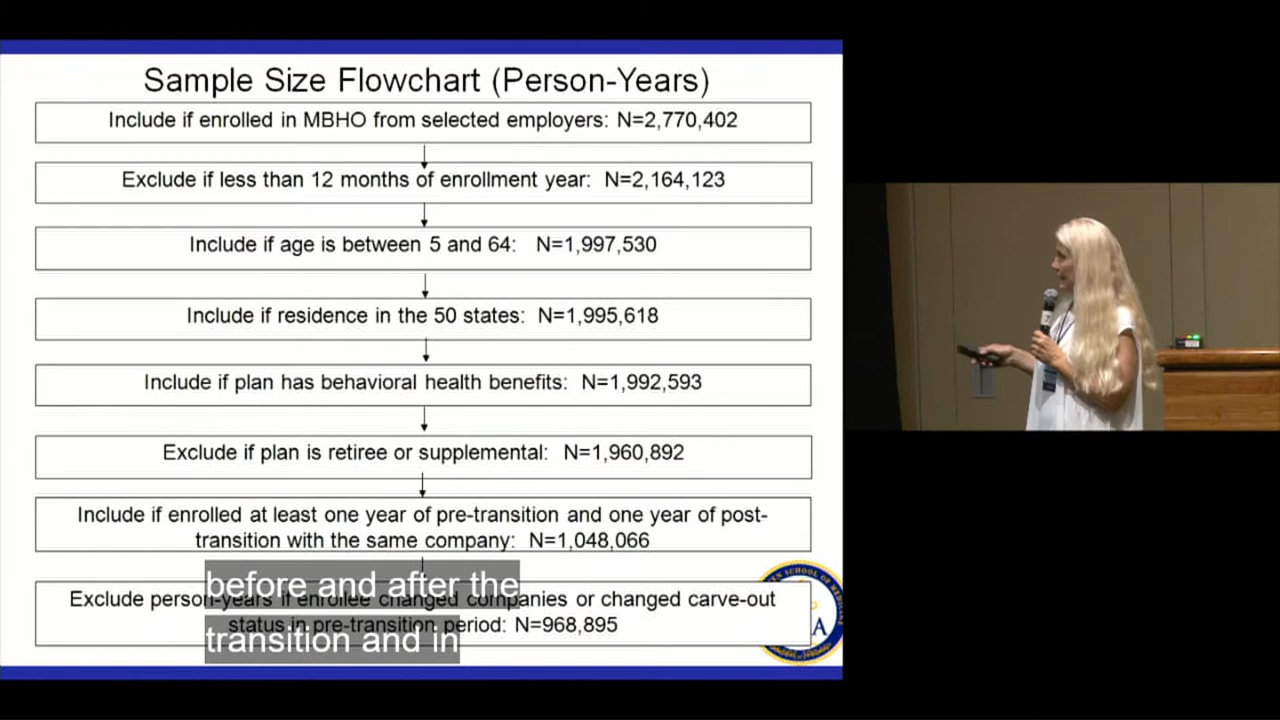 Sample Size Flowchart (Person-Years)
Include if enrolled in MBHO from selected employers: N=2,770,402
Exclude if less than 12 months of enrollment year: N=2,164,123
Include if age is between 5 and 64: N=1,997,530
Include if residence in the 50 states: N=1,995,618
Include if plan has behavioral health benefits: N=1,992,593
Exclude if plan is retiree or supplemental: N=1,960,892
Include if enrolled at least one year of pre-transition and one year of post-
transition with the same company: N=1,048,066
before and after the
Exclude person-years if enrollee changed companies or changed carve-out
status in pre-transition period: N=968,895
transition and in